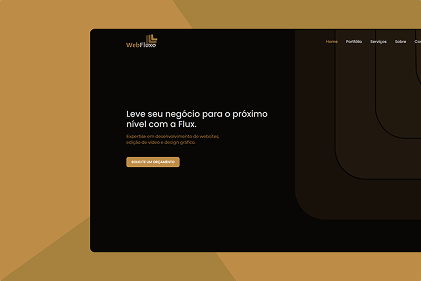 WebFluxo
Home Portfólio Serviços Sobre
Leve seu negócio para o próximo
nível com a Flux.
Expertise em desenvolvimento de websites,
edição de vídeo e design gráfico.
SOLICITE UM ORÇAMENTO